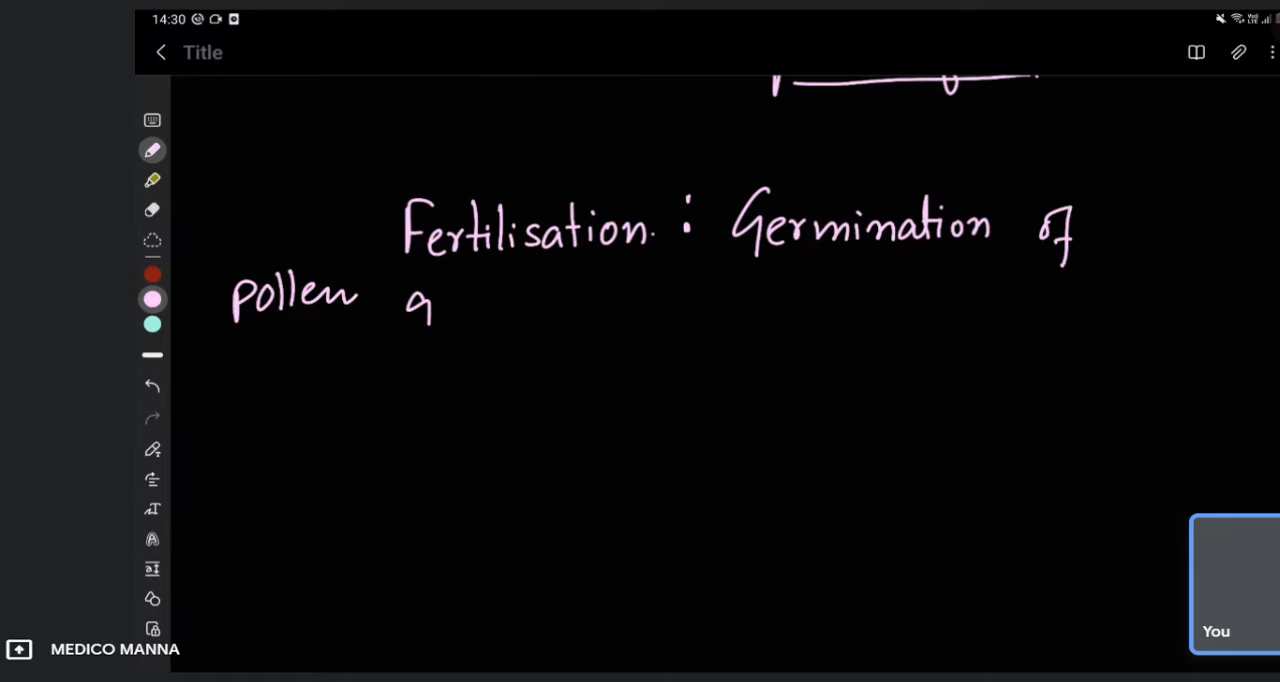 14:30
Title
Fertilisation. : Germination of
pollen g
You
MEDICO MANNA